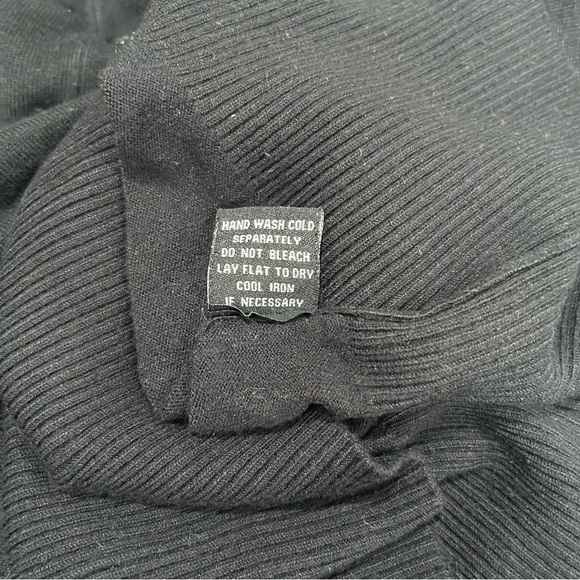 HAND WASH COLD
SEPARATELY
DO NOT BLEACH
LAY FLAT TO DRY
COOL IRON
IF NECESSARY